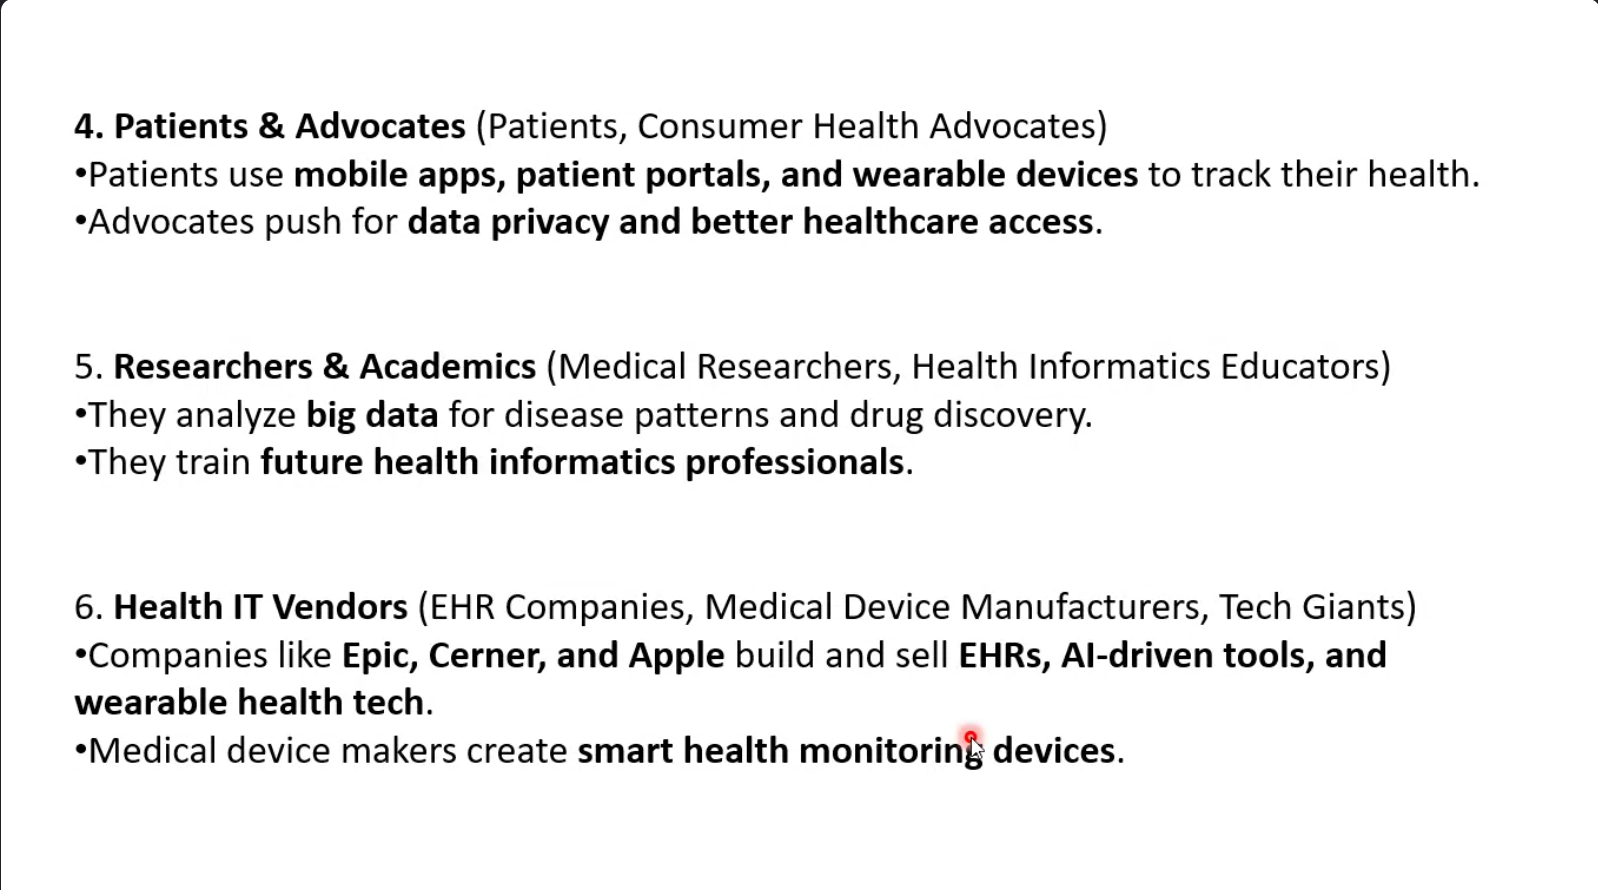 4. Patients & Advocates (Patients, Consumer Health Advocates)
•Patients use mobile apps, patient portals, and wearable devices to track their health.
•Advocates push for data privacy and better healthcare access.
5. Researchers & Academics (Medical Researchers, Health Informatics Educators)
•They analyze big data for disease patterns and drug discovery.
•They train future health informatics professionals.
6. Health IT Vendors (EHR Companies, Medical Device Manufacturers, Tech Giants)
•Companies like Epic, Cerner, and Apple build and sell EHRs, AI-driven tools, and
wearable health tech.
•Medical device makers create smart health monitoring devices.